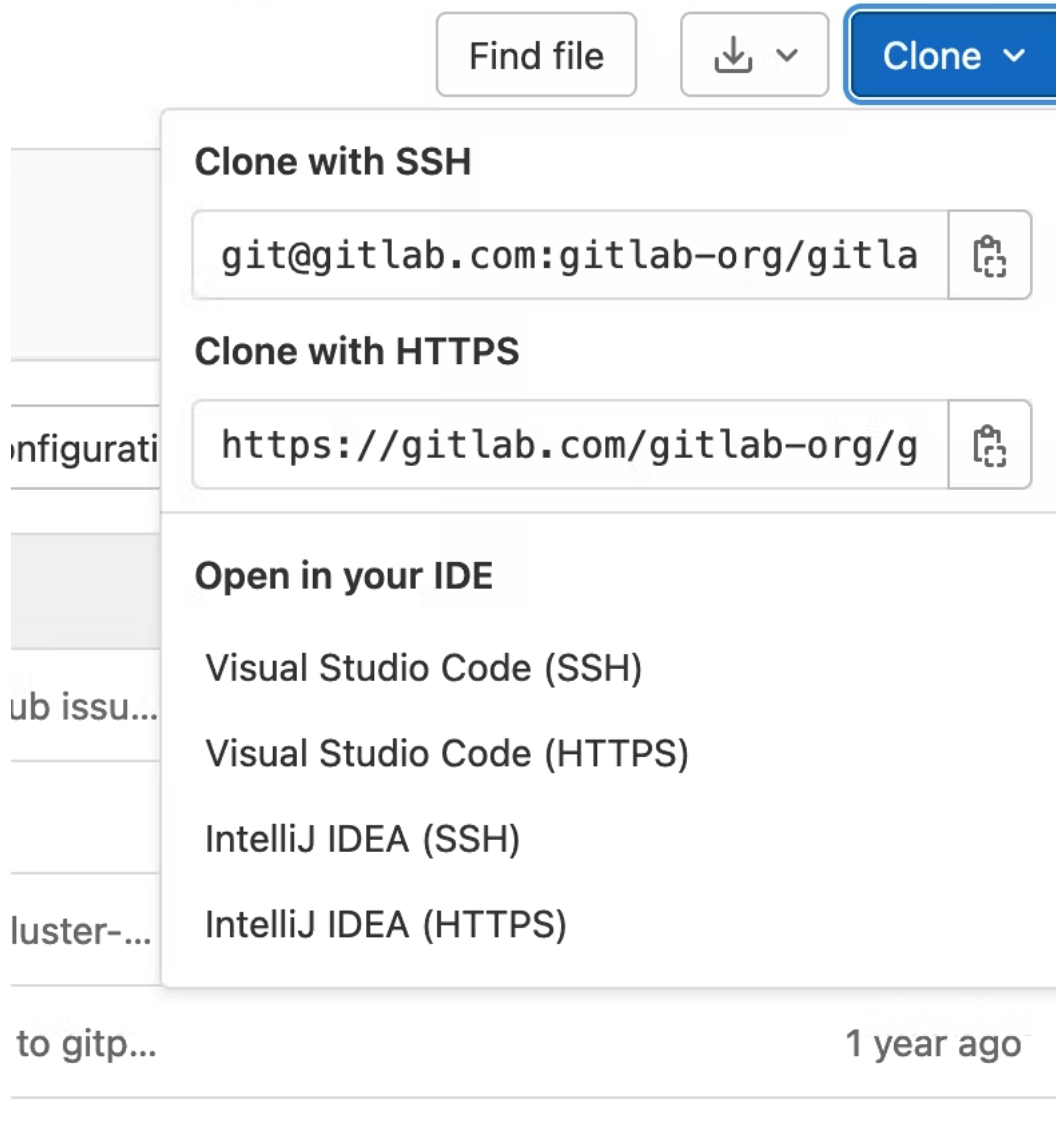 Find file
Clone
Clone with SSH
git@gitlab.com:gitlab-org/gitla
Clone with HTTPS
https://gitlab.com/gitlab-org/g
onfigurati
Open in your IDE
Visual Studio Code (SSH)
ub issu...
Visual Studio Code (HTTPS)
IntelliJ IDEA (SSH)
IntelliJ IDEA (HTTPS)
luster-...
to gitp...
1 year ago